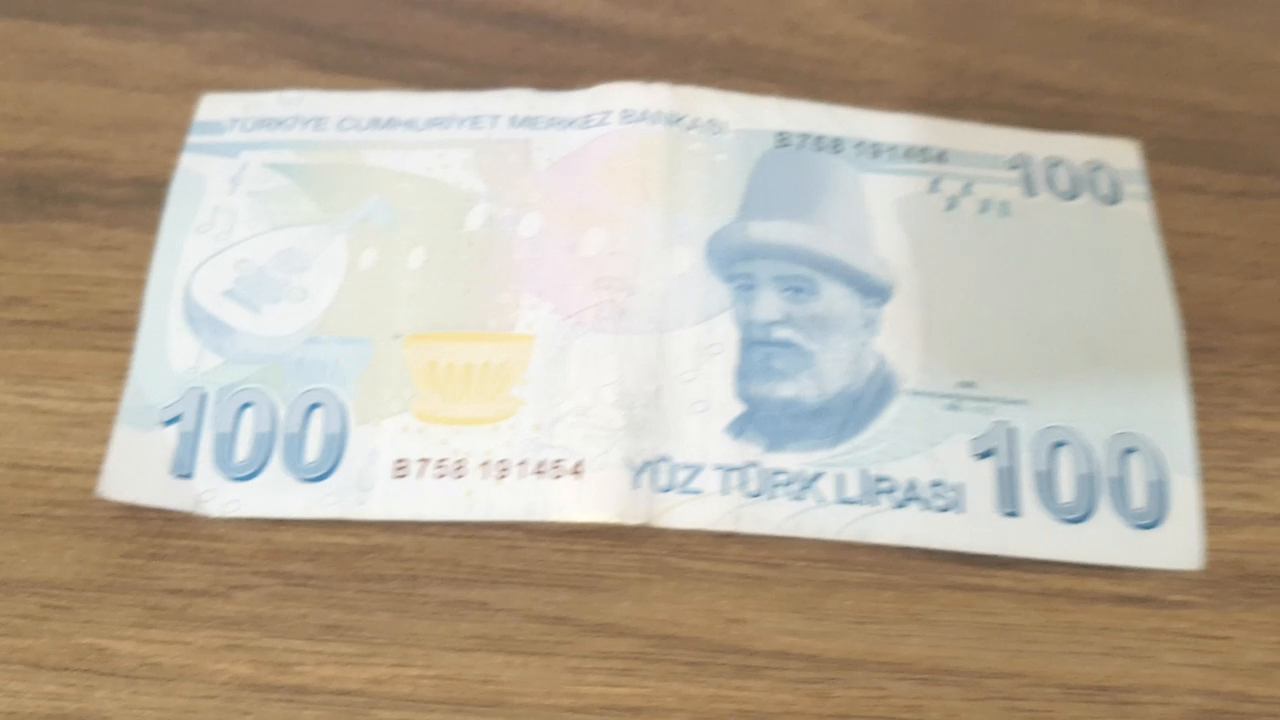 TÜRKİYE CUMHURİYET MERKEZ BANKASI
B758 191454
100
100
B758 191454
YÜZ TÜRK LİRASI
100